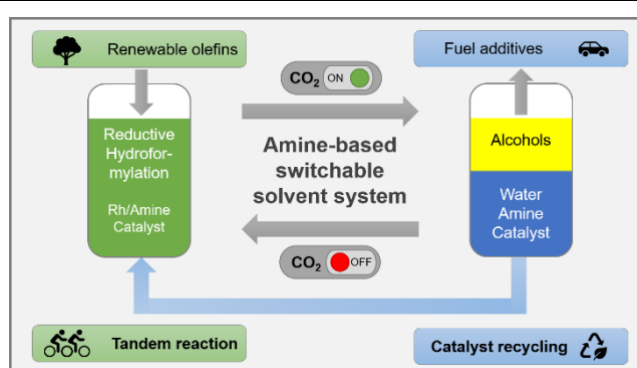 Renewable olefins
Fuel additives
CO₂ ON
Reductive
Hydrofor-
mylation
Rh/Amine
Catalyst
Amine-based
switchable
solvent system
Alcohols
Water
Amine
Catalyst
CO₂ OFF
Tandem reaction
Catalyst recycling